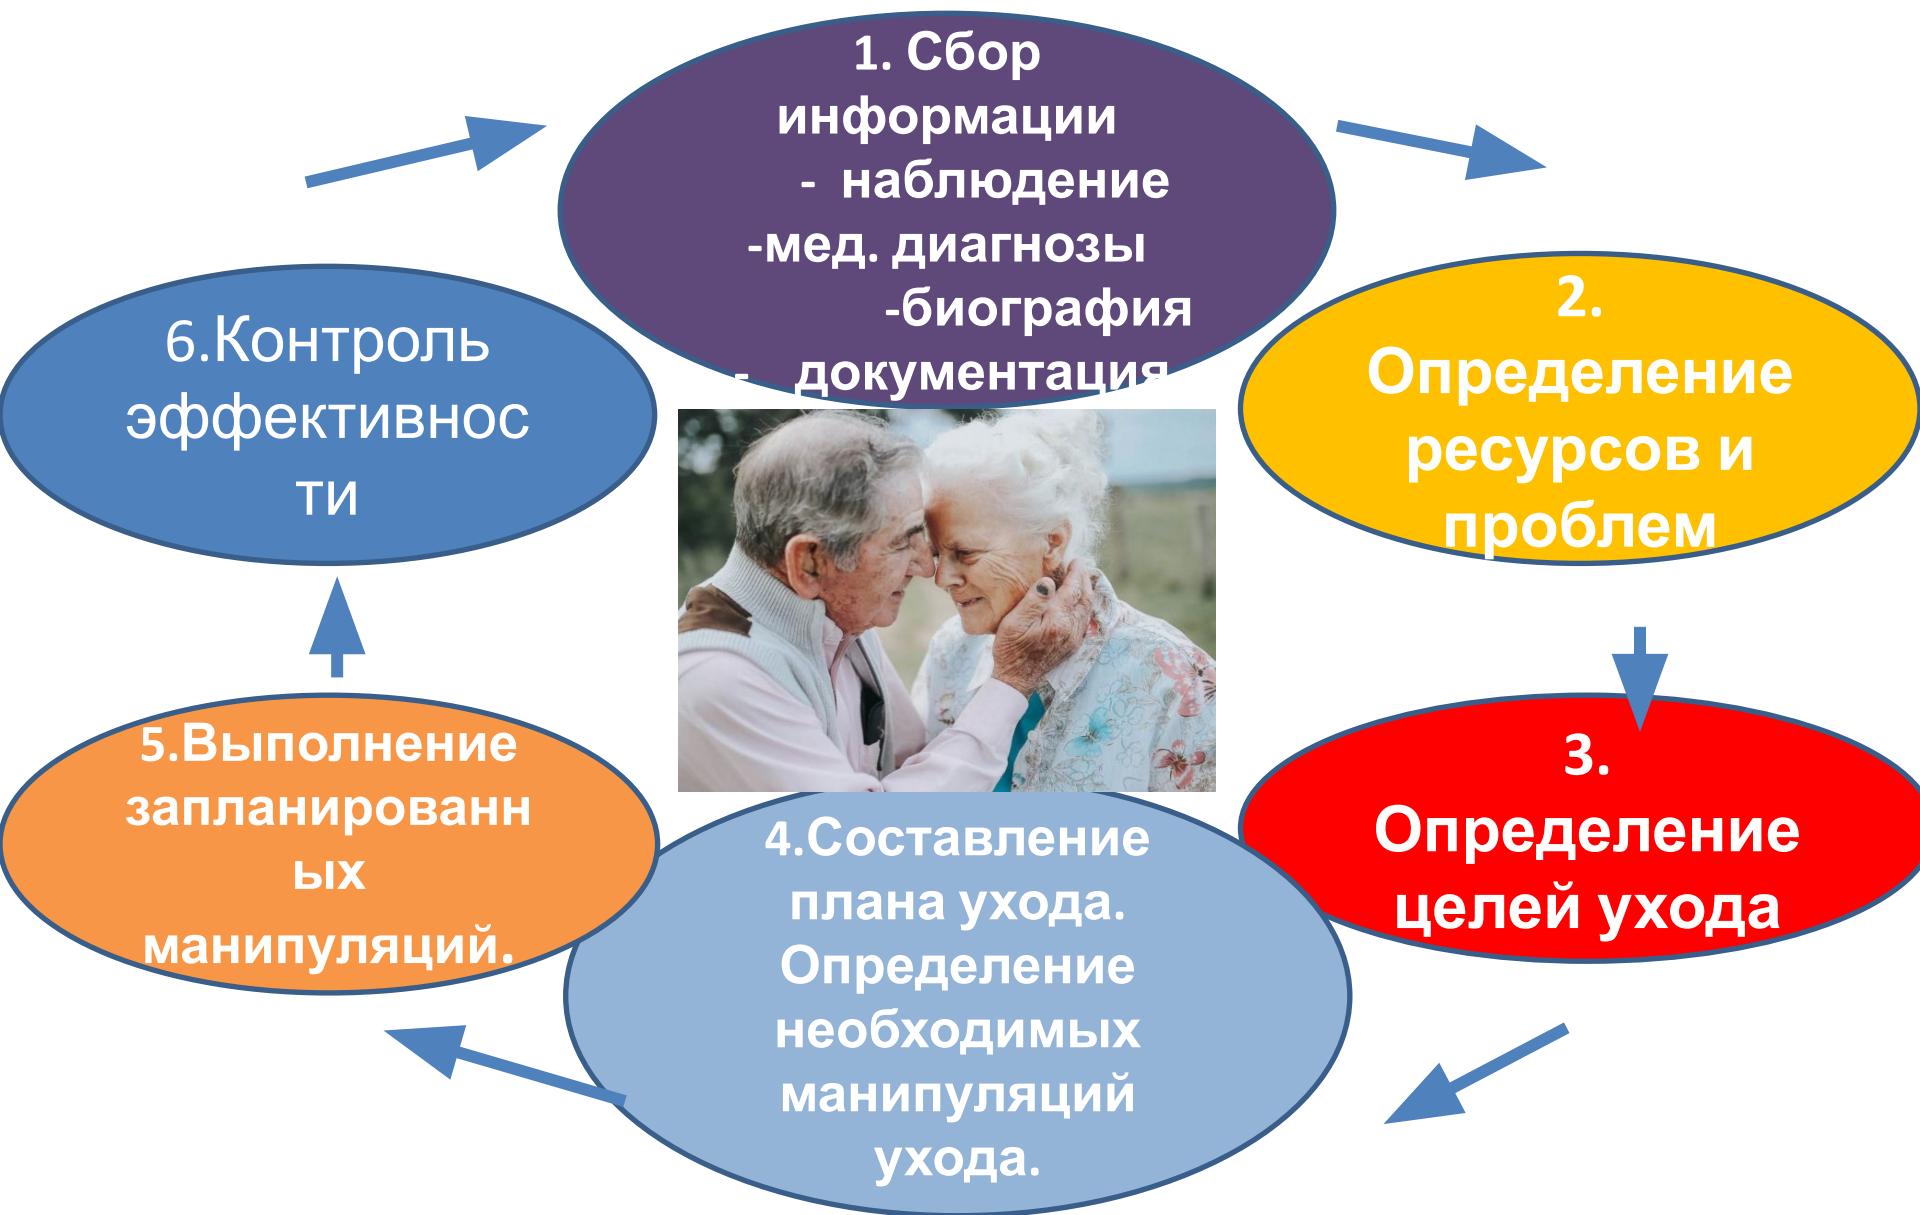 1. Сбор
информации
- наблюдение
-мед. диагнозы
-биография
- документация
2.
Определение
ресурсов и
проблем
3.
Определение
целей ухода
4.Составление
плана ухода.
Определение
необходимых
манипуляций
ухода.
5.Выполнение
запланированн
ых
манипуляций.
6.Контроль
эффективнос
ти